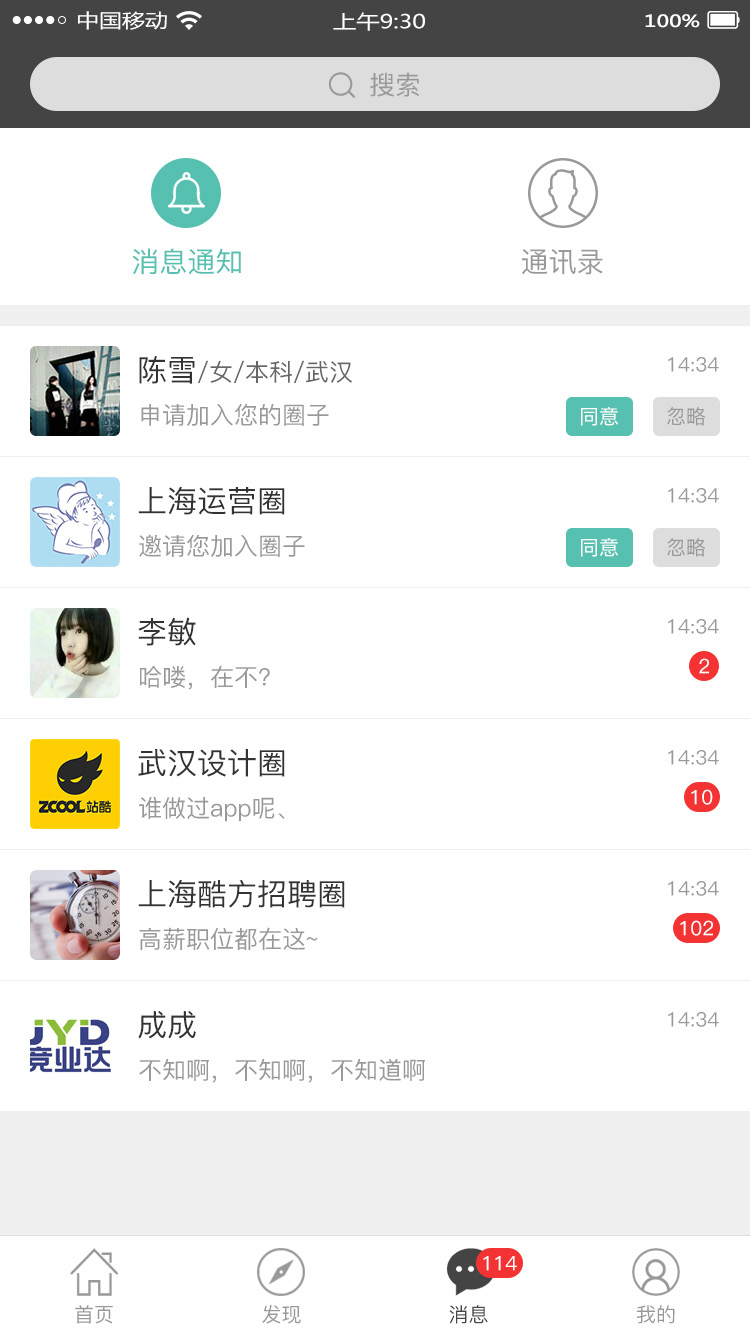 中国移动 上午9:30 100%
搜索
消息通知 通讯录
陈雪/女/本科/武汉 14:34
申请加入您的圈子 同意 忽略
上海运营圈 14:34
邀请您加入圈子 同意 忽略
李敏 14:34
哈喽，在不? 2
武汉设计圈 14:34
谁做过app呢、 10
ZCOOL站酷
上海酷方招聘圈 14:34
高薪职位都在这~ 102
成成 14:34
JYD
竞业达
不知啊，不知啊，不知道啊
114
首页 发现 消息 我的